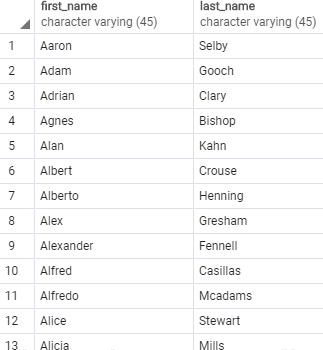 first_name last_name
character varying (45) character varying (45)
1 Aaron Selby
2 Adam Gooch
3 Adrian Clary
4 Agnes Bishop
5 Alan Kahn
6 Albert Crouse
7 Alberto Henning
8 Alex Gresham
9 Alexander Fennell
10 Alfred Casillas
11 Alfredo Mcadams
12 Alice Stewart
13 Alicia Mills